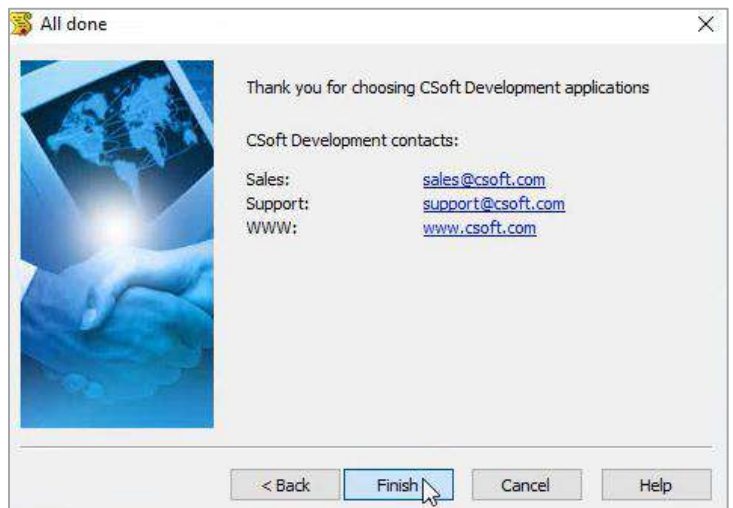 All done
Thank you for choosing CSoft Development applications
CSoft Development contacts:
Sales: sales@csoft.com
Support: support@csoft.com
WWW: www.csoft.com
< Back Finish Cancel Help